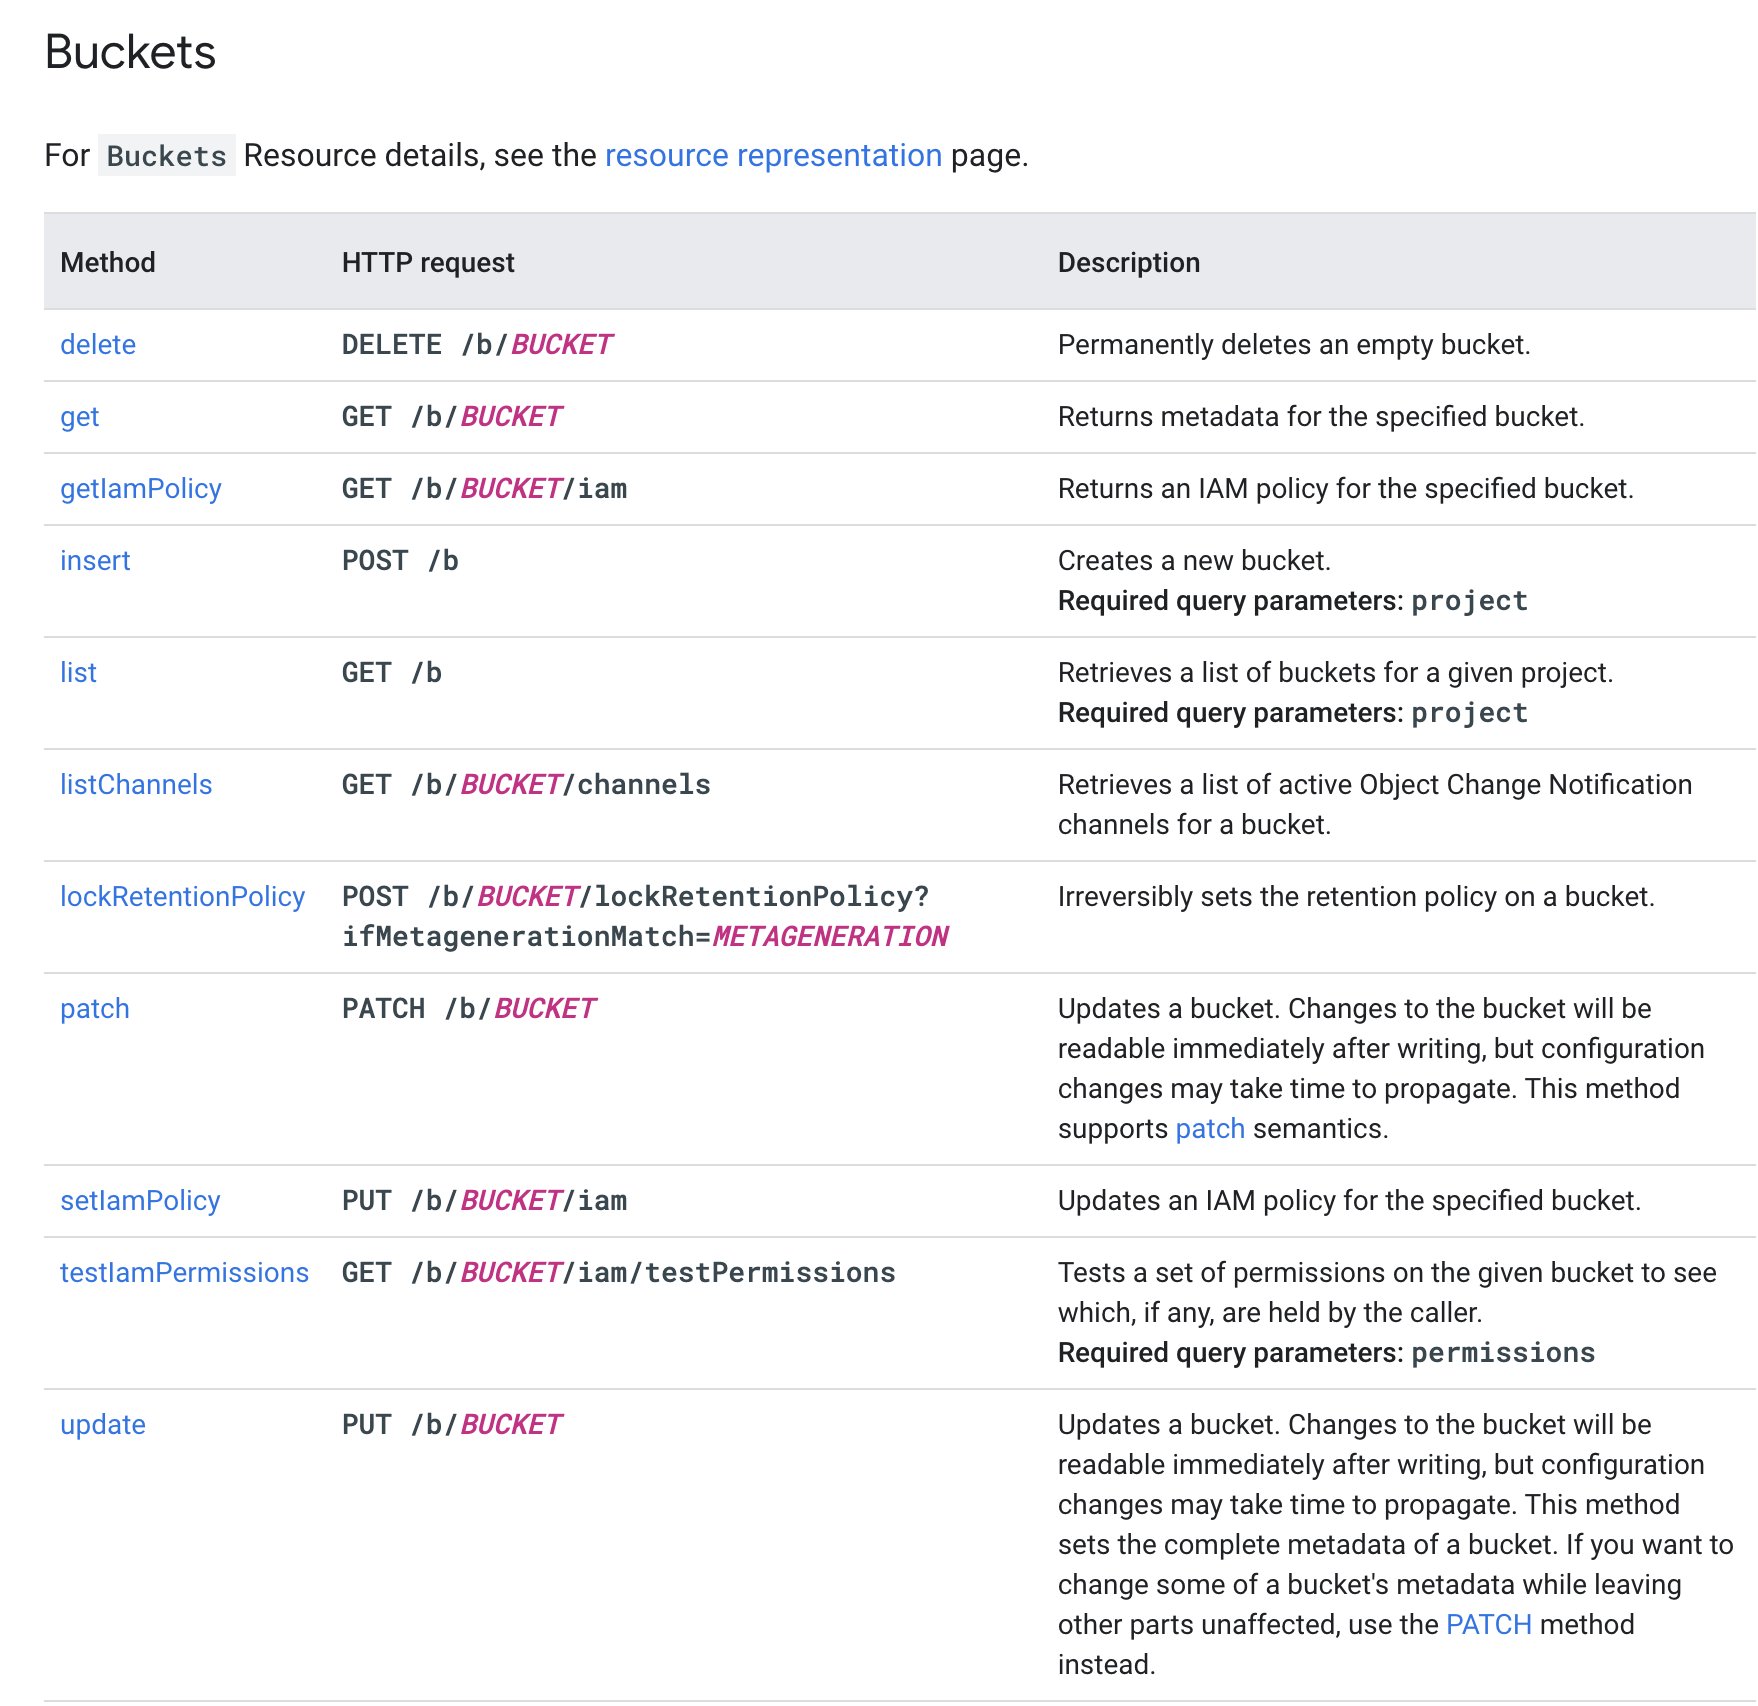 Buckets
For Buckets Resource details, see the resource representation page.
Method HTTP request Description
delete DELETE /b/BUCKET Permanently deletes an empty bucket.
get GET /b/BUCKET Returns metadata for the specified bucket.
getIamPolicy GET /b/BUCKET/iam Returns an IAM policy for the specified bucket.
insert POST /b Creates a new bucket.
Required query parameters: project
list GET /b Retrieves a list of buckets for a given project.
Required query parameters: project
listChannels GET /b/BUCKET/channels Retrieves a list of active Object Change Notification
channels for a bucket.
lockRetentionPolicy POST /b/BUCKET/lockRetentionPolicy? Irreversibly sets the retention policy on a bucket.
ifMetagenerationMatch=METAGENERATION
patch PATCH /b/BUCKET Updates a bucket. Changes to the bucket will be
readable immediately after writing, but configuration
changes may take time to propagate. This method
supports patch semantics.
setIamPolicy PUT /b/BUCKET/iam Updates an IAM policy for the specified bucket.
testIamPermissions GET /b/BUCKET/iam/testPermissions Tests a set of permissions on the given bucket to see
which, if any, are held by the caller.
Required query parameters: permissions
update PUT /b/BUCKET Updates a bucket. Changes to the bucket will be
readable immediately after writing, but configuration
changes may take time to propagate. This method
sets the complete metadata of a bucket. If you want to
change some of a bucket's metadata while leaving
other parts unaffected, use the PATCH method
instead.